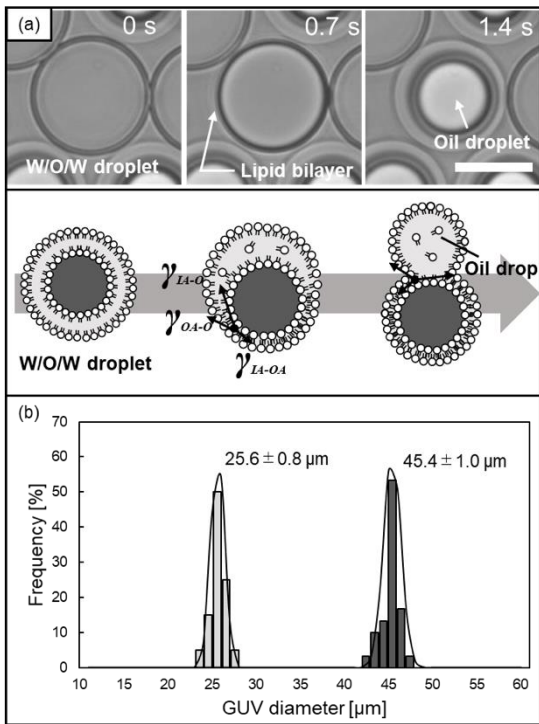 (a)
0 s
0.7 s
1.4 s
W/O/W droplet
Lipid bilayer
Oil droplet
γIA-O
γOA-O
γIA-OA
Oil drop
W/O/W droplet
(b)
25.6 ± 0.8 µm
45.4 ± 1.0 µm
Frequency [%]
70
60
50
40
30
20
10
0
10 15 20 25 30 35 40 45 50 55 60
GUV diameter [µm]